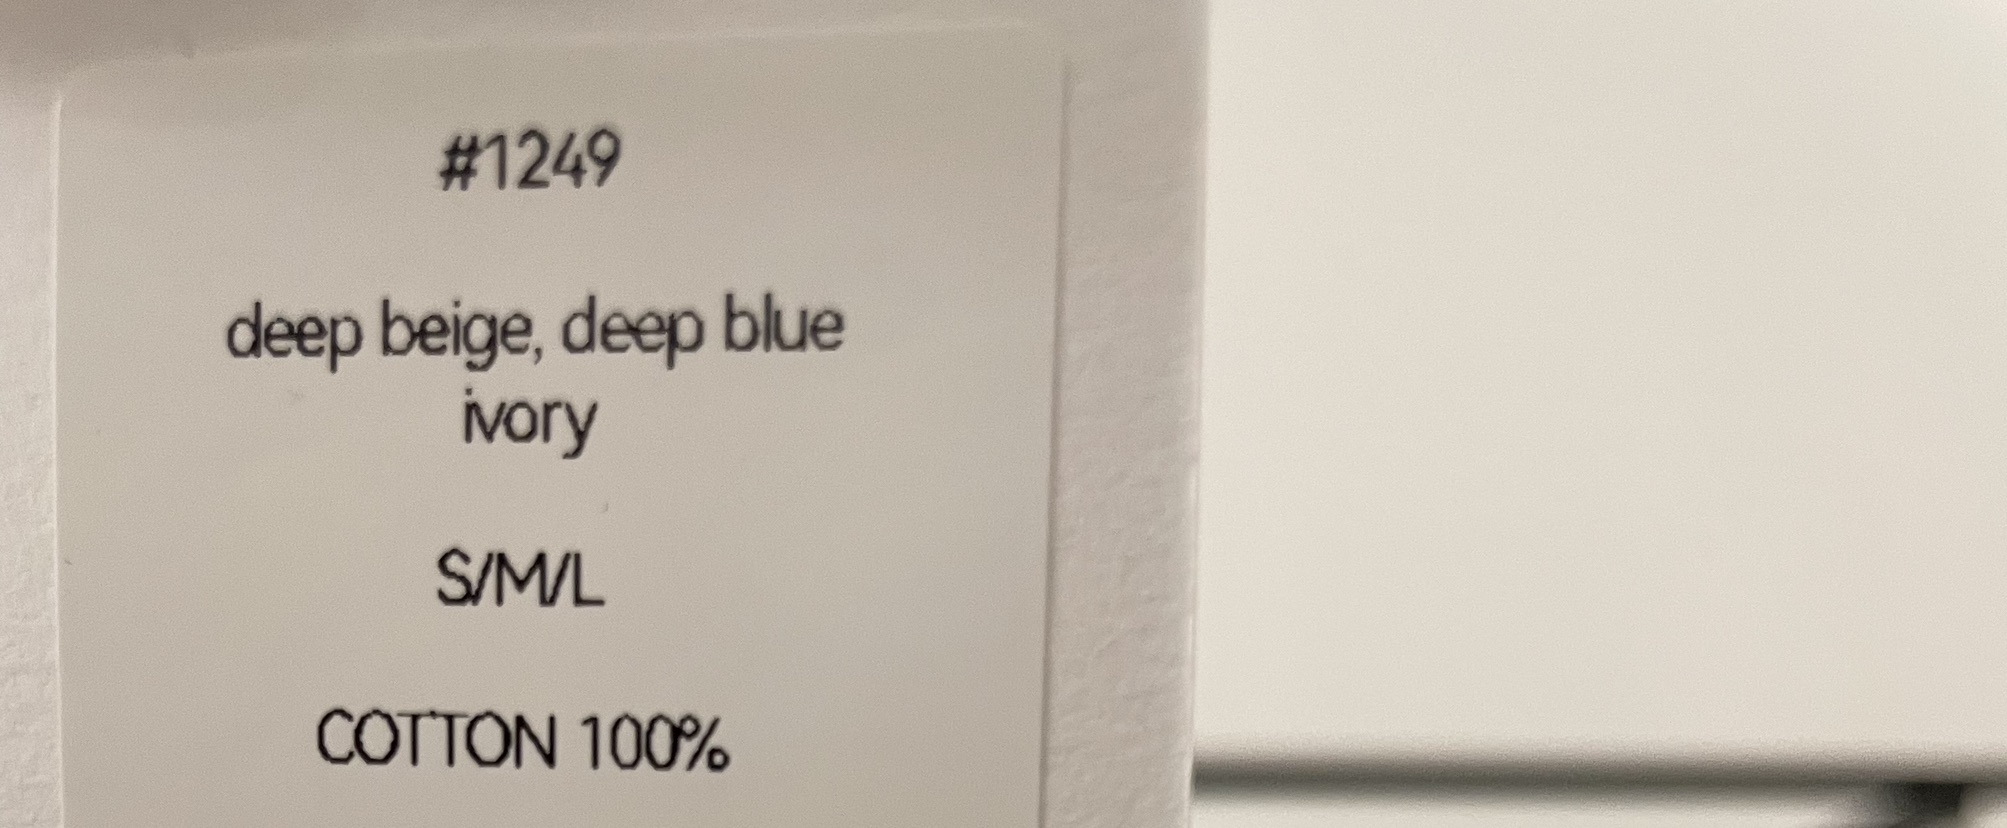 #1249
deep beige, deep blue
ivory
S/M/L
COTTON 100%